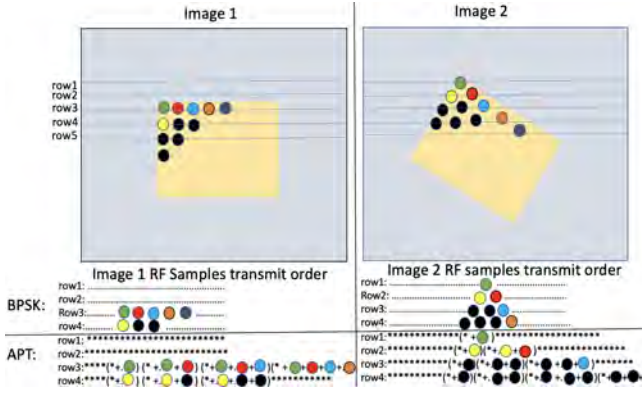 Image 1
Image 2
row1
row2
row3
row4
row5
Image 1 RF Samples transmit order
Image 2 RF samples transmit order
BPSK:
row1:
row2:
Row3:
row4:
row1:
Row2:
row3:
row4:
APT:
row1: **********************
row2: **********************
row3:
row4:
row1:
row2:
row3:
row4: